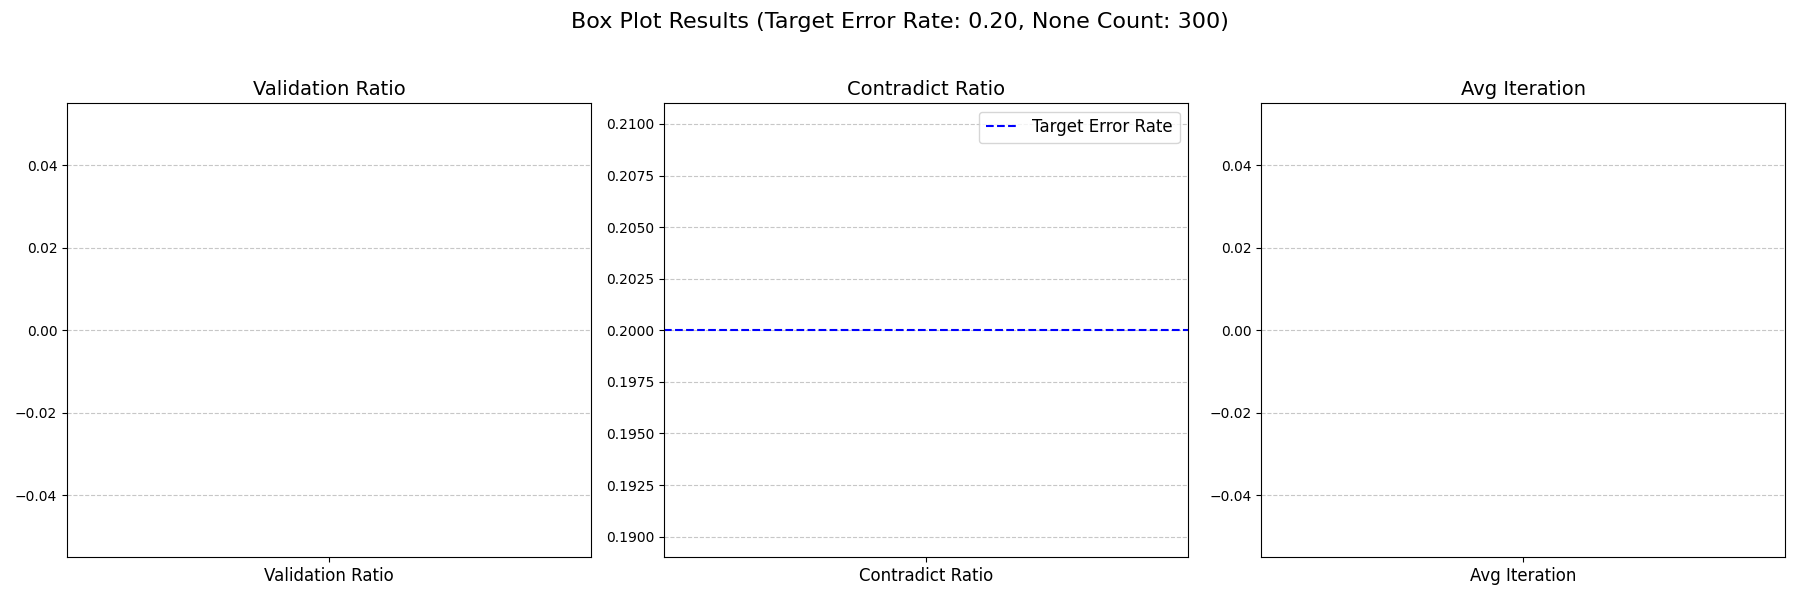 Box Plot Results (Target Error Rate: 0.20, None Count: 300)
Validation Ratio
0.04
0.02
0.00
−0.02
−0.04
Validation Ratio
Contradict Ratio
Target Error Rate
0.2100
0.2075
0.2050
0.2025
0.2000
0.1975
0.1950
0.1925
0.1900
Contradict Ratio
Avg Iteration
0.04
0.02
0.00
−0.02
−0.04
Avg Iteration